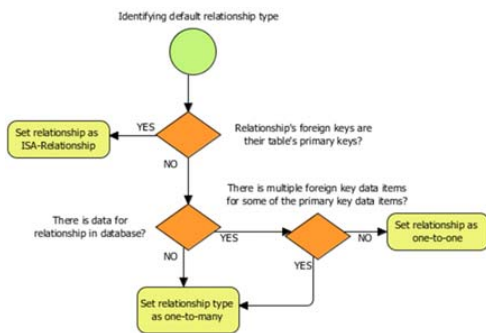 Identifying default relationship type
YES
Set relationship as
ISA-Relationship
Relationship's foreign keys are
their table's primary keys?
NO
There is multiple foreign key data items
for some of the primary key data items?
There is data for
relationship in database?
YES
NO
Set relationship as
one-to-one
NO
YES
Set relationship type
as one-to-many